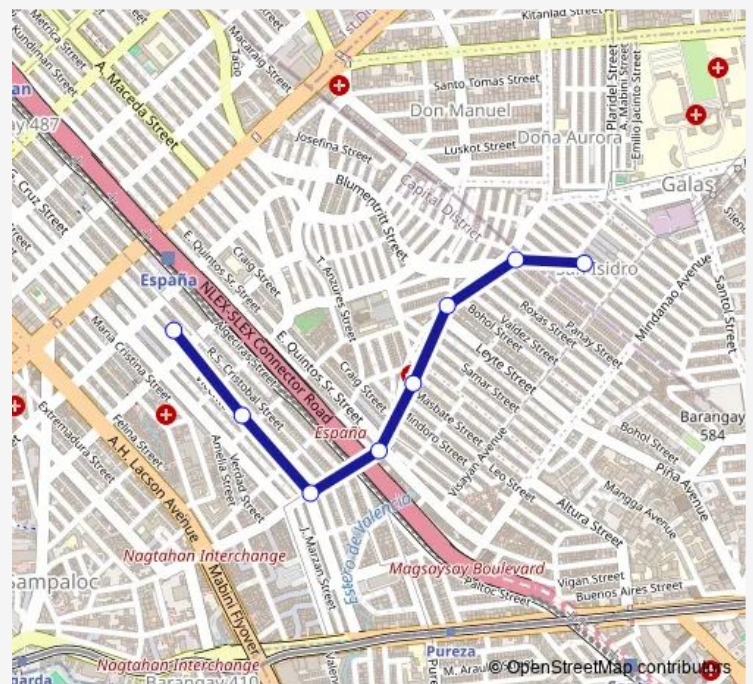 Kitanlad Street
Metrica Street
Kundiman Street
Macaraig Street
Tacio
A. Maceda Street
Santo Tomas Street
Don Manuel
Plaridel Street
A. Mabini Street
Emilio Jacinto Street
ay 487
Josefina Street
Luskot Street
Doña Aurora
Capital District
Galas
Blumentritt Street
E. Quintos Sr. Street
Craig Street
España
NLEX-SLEX Connector Road
T. Anzures Street
San Isidro
Mindanao Avenue
Santol Street
Roxas Street
Panay Street
Bohol Street
Valdez Street
Algeciras Street
Maria Cristina Street
R.S. Cristobal Street
E. Quintos Sr. Street
Craig Street
Leyte Street
Samar Street
Masbate Street
Mindoro Street
España
Extremadura Street
Felina Street
A.H. Lacson Avenue
Amelia Street
Verdad Street
Visayan Avenue
Leo Street
Altura Street
Barangay
584
Bohol Street
Piña Avenue
Mangga Avenue
Estero de Valencia
J. Marzan Street
Nagtahan Interchange
Mabini Flyover
Sampaloc
Magsaysay Boulevard
Paltoc Street
Vigan Street
Buenos Aires Street
Pureza
Nagtahan Interchange
Barangay 410
© OpenStreetMap contributors